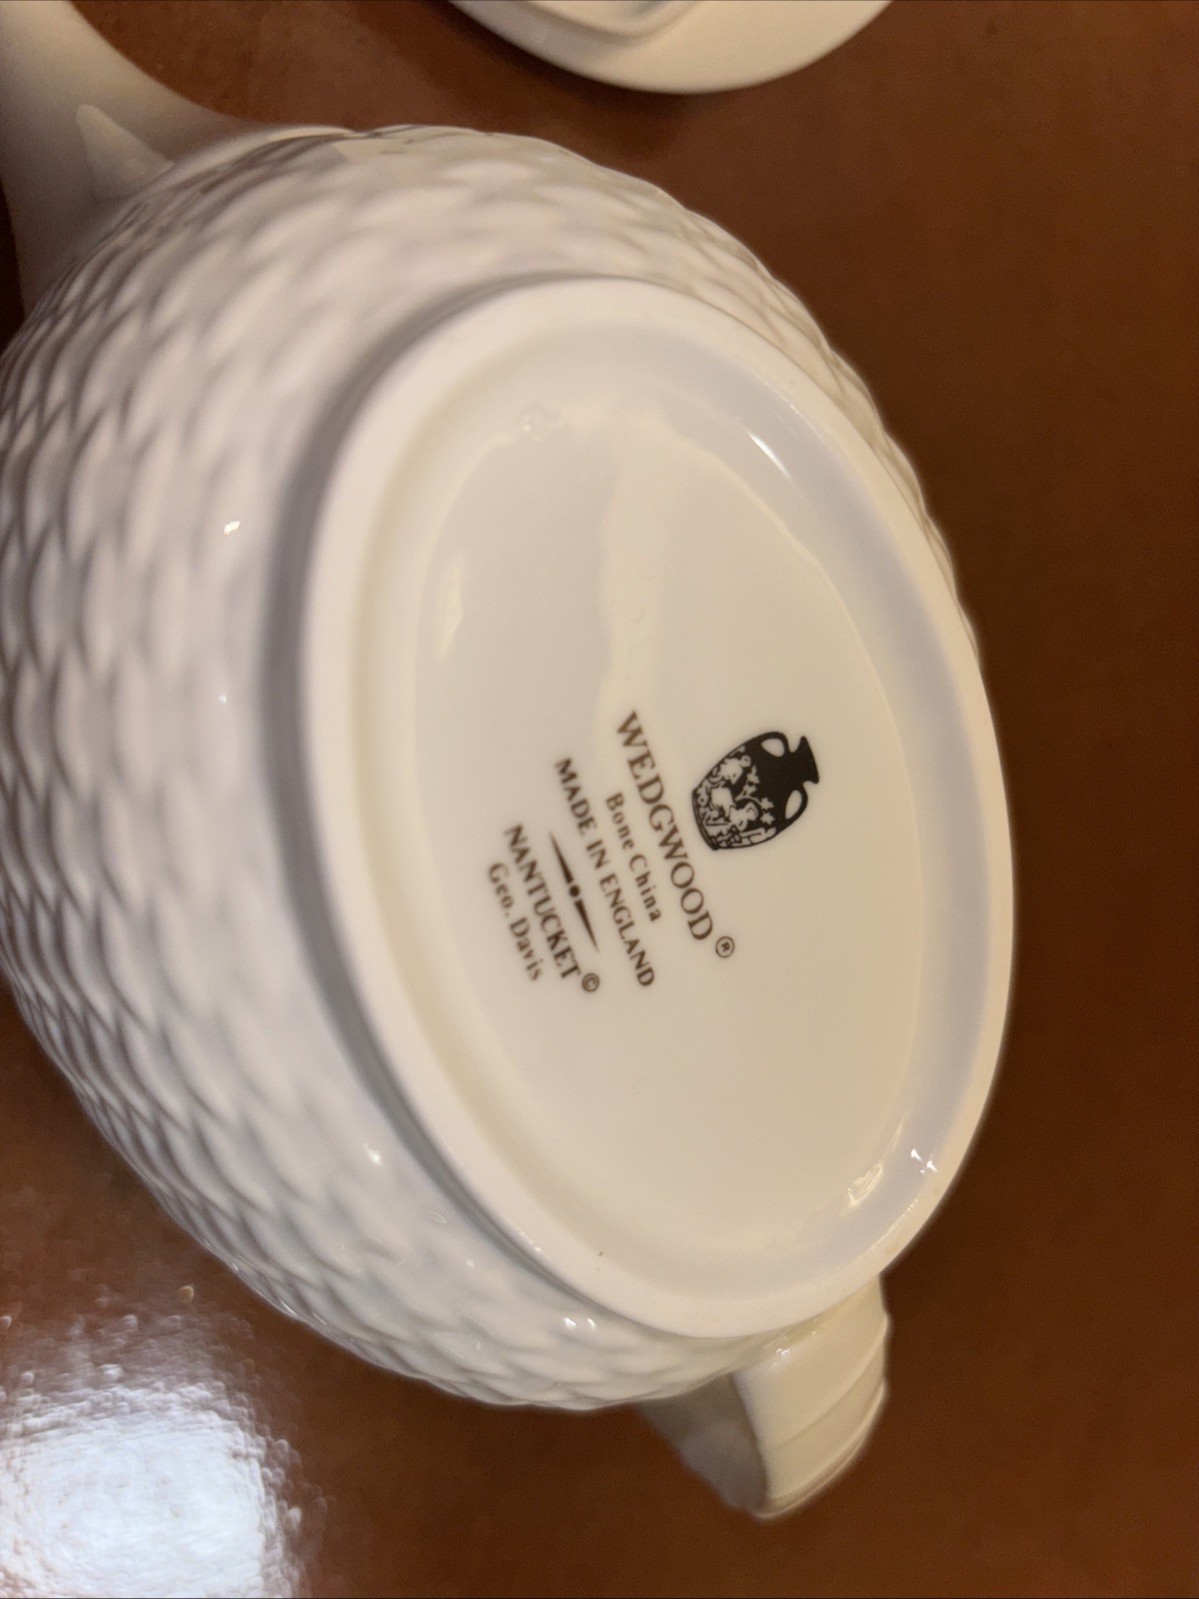 WEDGWOOD®
Bone China
MADE IN ENGLAND
NANTUCKET©
Geo. Davis